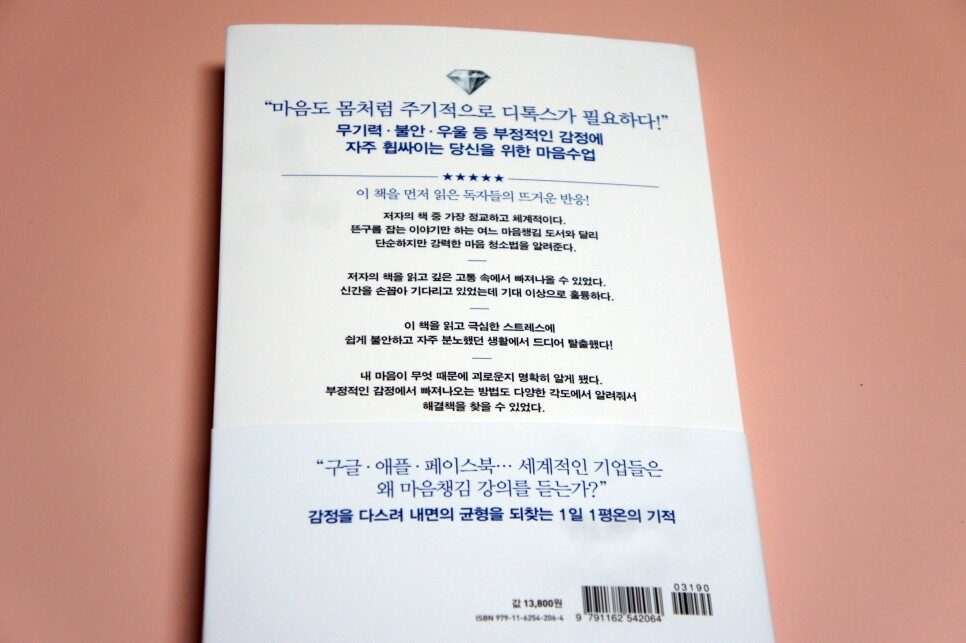 “마음도 몸처럼 주기적으로 디톡스가 필요하다!”
무기력·불안·우울 등 부정적인 감정에
자주 휩싸이는 당신을 위한 마음수업
★★★★★
이 책을 먼저 읽은 독자들의 뜨거운 반응!
저자의 책 중 가장 정교하고 체계적이다.
뜬구름 잡는 이야기만 하는 여느 마음챙김 도서와 달리
단순하지만 강력한 마음 청소법을 알려준다.
저자의 책을 읽고 깊은 고통 속에서 빠져나올 수 있었다.
신간을 손꼽아 기다리고 있었는데 기대 이상으로 훌륭하다.
이 책을 읽고 극심한 스트레스에
쉽게 불안하고 자주 분노했던 생활에서 드디어 탈출했다!
내 마음이 무엇 때문에 괴로운지 명확히 알게 됐다.
부정적인 감정에서 빠져나오는 방법도 다양한 각도에서 알려줘서
해결책을 찾을 수 있었다.
“구글·애플·페이스북… 세계적인 기업들은
왜 마음챙김 강의를 듣는가?”
감정을 다스려 내면의 균형을 되찾는 1일 1평온의 기적
03190
값 13,800원
ISBN 979-11-6254-206-4
9 791162 542064